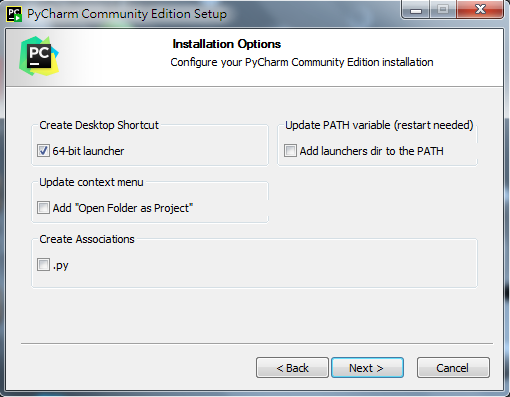 PyCharm Community Edition Setup
PC
Installation Options
Configure your PyCharm Community Edition installation
Create Desktop Shortcut
64-bit launcher
Update PATH variable (restart needed)
Add launchers dir to the PATH
Update context menu
Add "Open Folder as Project"
Create Associations
.py
< Back
Next >
Cancel